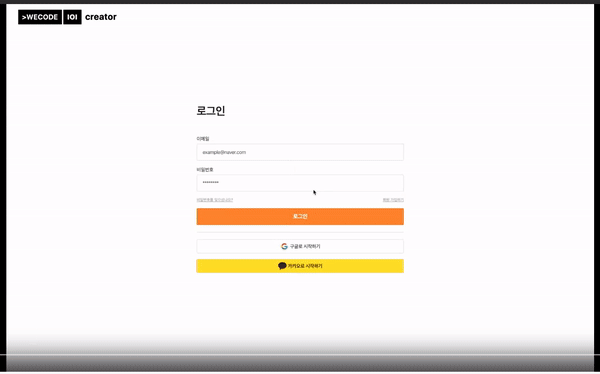 >WECODE IOI creator
로그인
이메일
example@naver.com
비밀번호
********
비밀번호를 잊으셨나요?
회원 가입하기
로그인
구글로 시작하기
카카오로 시작하기